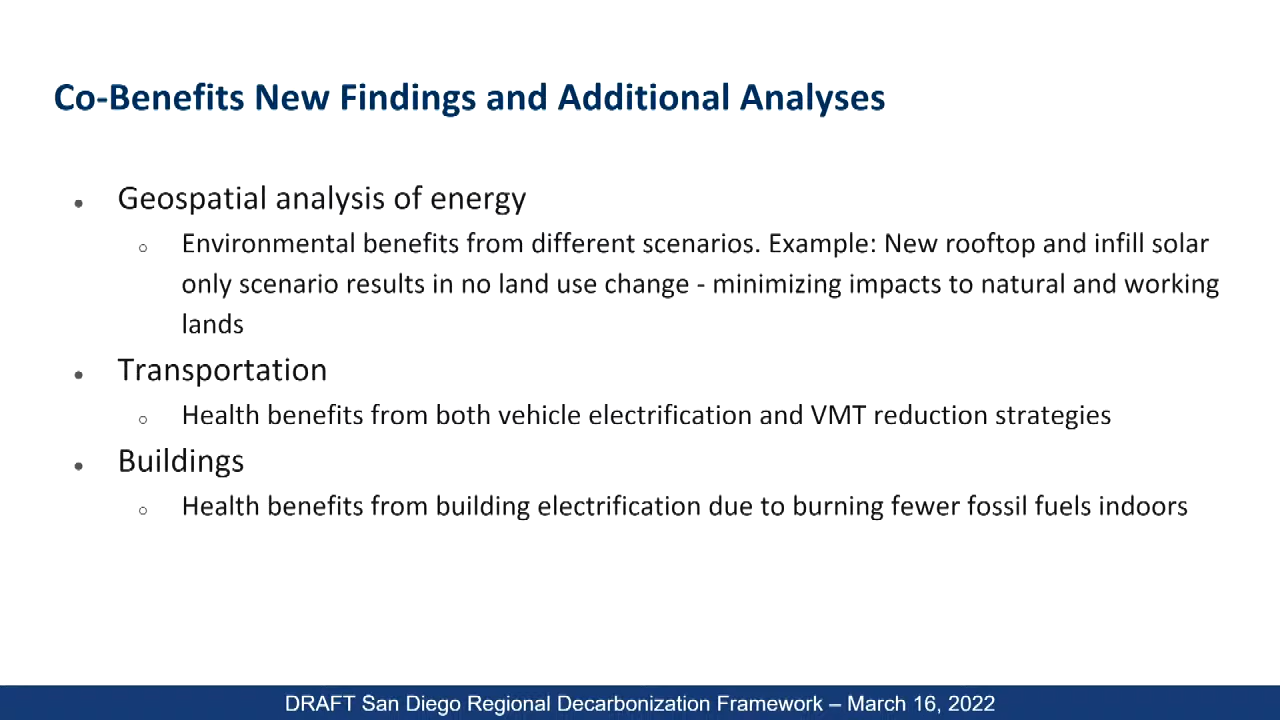 Co-Benefits New Findings and Additional Analyses
• Geospatial analysis of energy
○ Environmental benefits from different scenarios. Example: New rooftop and infill solar
only scenario results in no land use change - minimizing impacts to natural and working
lands
• Transportation
○ Health benefits from both vehicle electrification and VMT reduction strategies
• Buildings
○ Health benefits from building electrification due to burning fewer fossil fuels indoors
DRAFT San Diego Regional Decarbonization Framework – March 16, 2022